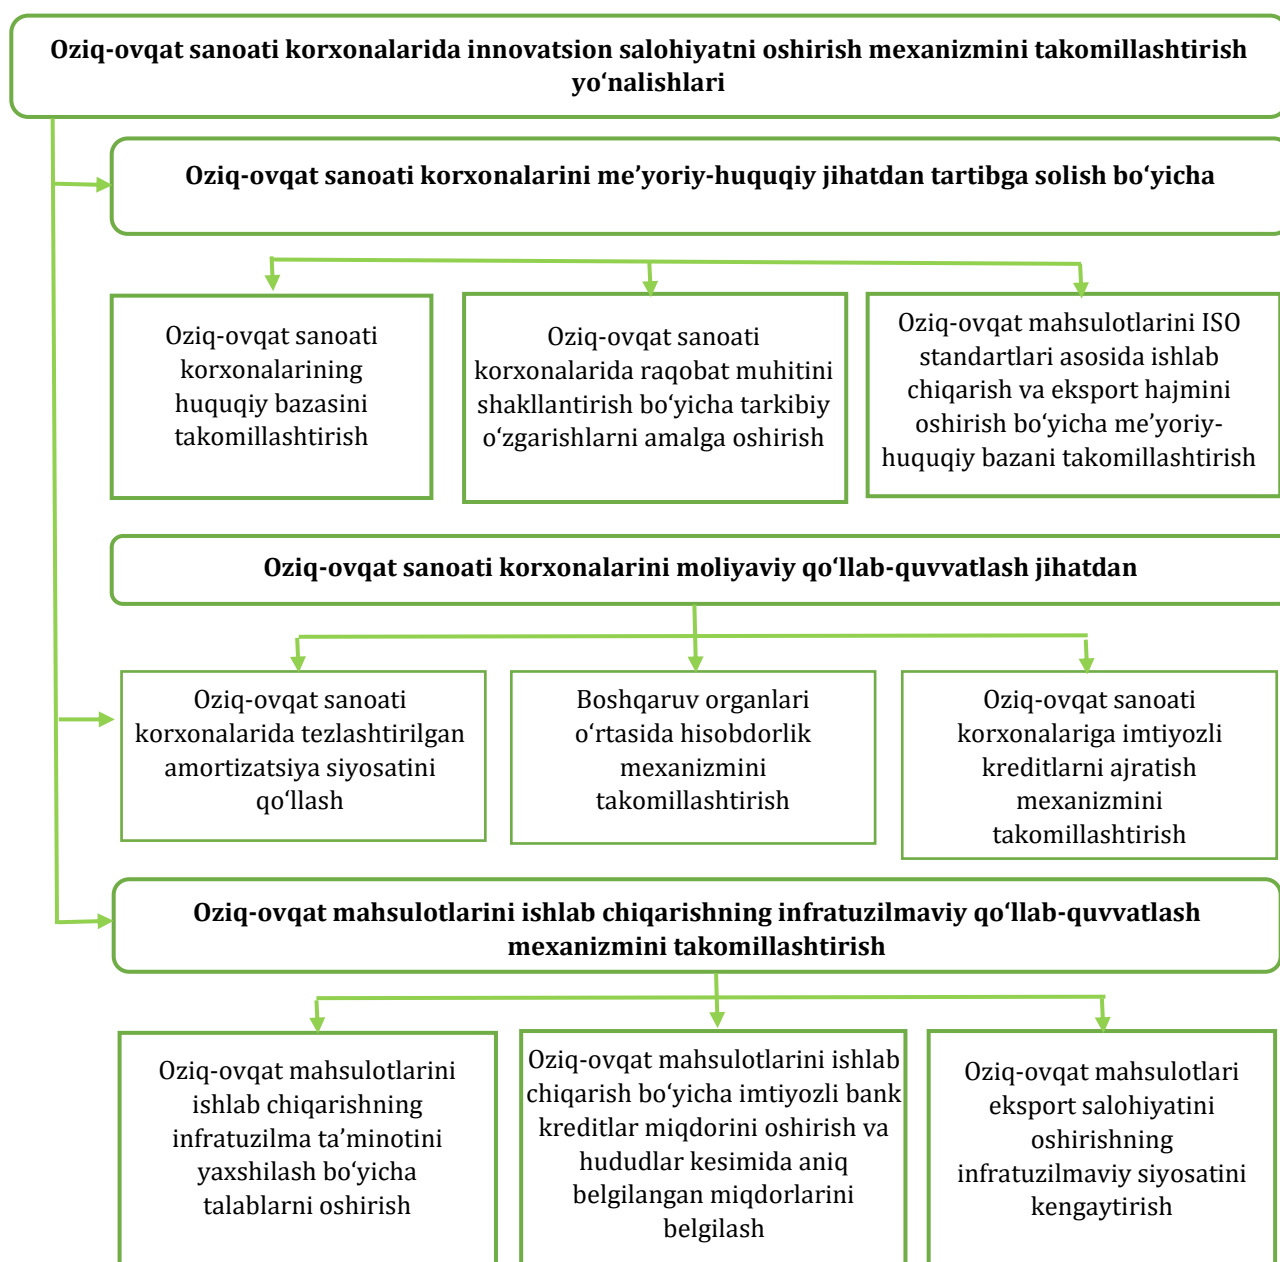 Oziq-ovqat sanoati korxonalarida innovatsion salohiyatni oshirish mexanizmini takomillashtirish
yo‘nalishlari
Oziq-ovqat sanoati korxonalarini me’yoriy-huquqiy jihatdan tartibga solish bo‘yicha
Oziq-ovqat sanoati
korxonalarining
huquqiy bazasini
takomillashtirish
Oziq-ovqat sanoati
korxonalarida raqobat muhitini
shakllantirish bo‘yicha tarkibiy
o‘zgarishlarni amalga oshirish
Oziq-ovqat mahsulotlarini ISO
standartlari asosida ishlab
chiqarish va eksport hajmini
oshirish bo‘yicha me’yoriy-
huquqiy bazani takomillashtirish
Oziq-ovqat sanoati korxonalarini moliyaviy qo‘llab-quvvatlash jihatdan
Oziq-ovqat sanoati
korxonalarida tezlashtirilgan
amortizatsiya siyosatini
qo‘llash
Boshqaruv organlari
o‘rtasida hisobdorlik
mexanizmini
takomillashtirish
Oziq-ovqat sanoati
korxonalariga imtiyozli
kreditlarni ajratish
mexanizmini
takomillashtirish
Oziq-ovqat mahsulotlarini ishlab chiqarishning infratuzilmaviy qo‘llab-quvvatlash
mexanizmini takomillashtirish
Oziq-ovqat mahsulotlarini
ishlab chiqarishning
infratuzilma ta’minotini
yaxshilash bo‘yicha
talablarni oshirish
Oziq-ovqat mahsulotlarini ishlab
chiqarish bo‘yicha imtiyozli bank
kreditlar miqdorini oshirish va
hududlar kesimida aniq
belgilangan miqdorlarini
belgilash
Oziq-ovqat mahsulotlari
eksport salohiyatini
oshirishning
infratuzilmaviy siyosatini
kengaytirish